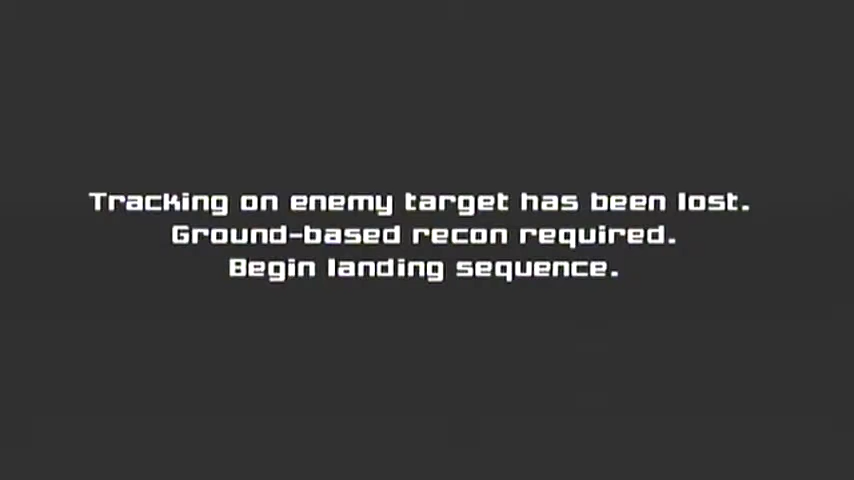 Tracking on enemy target has been lost.
Ground-based recon required.
Begin landing sequence.